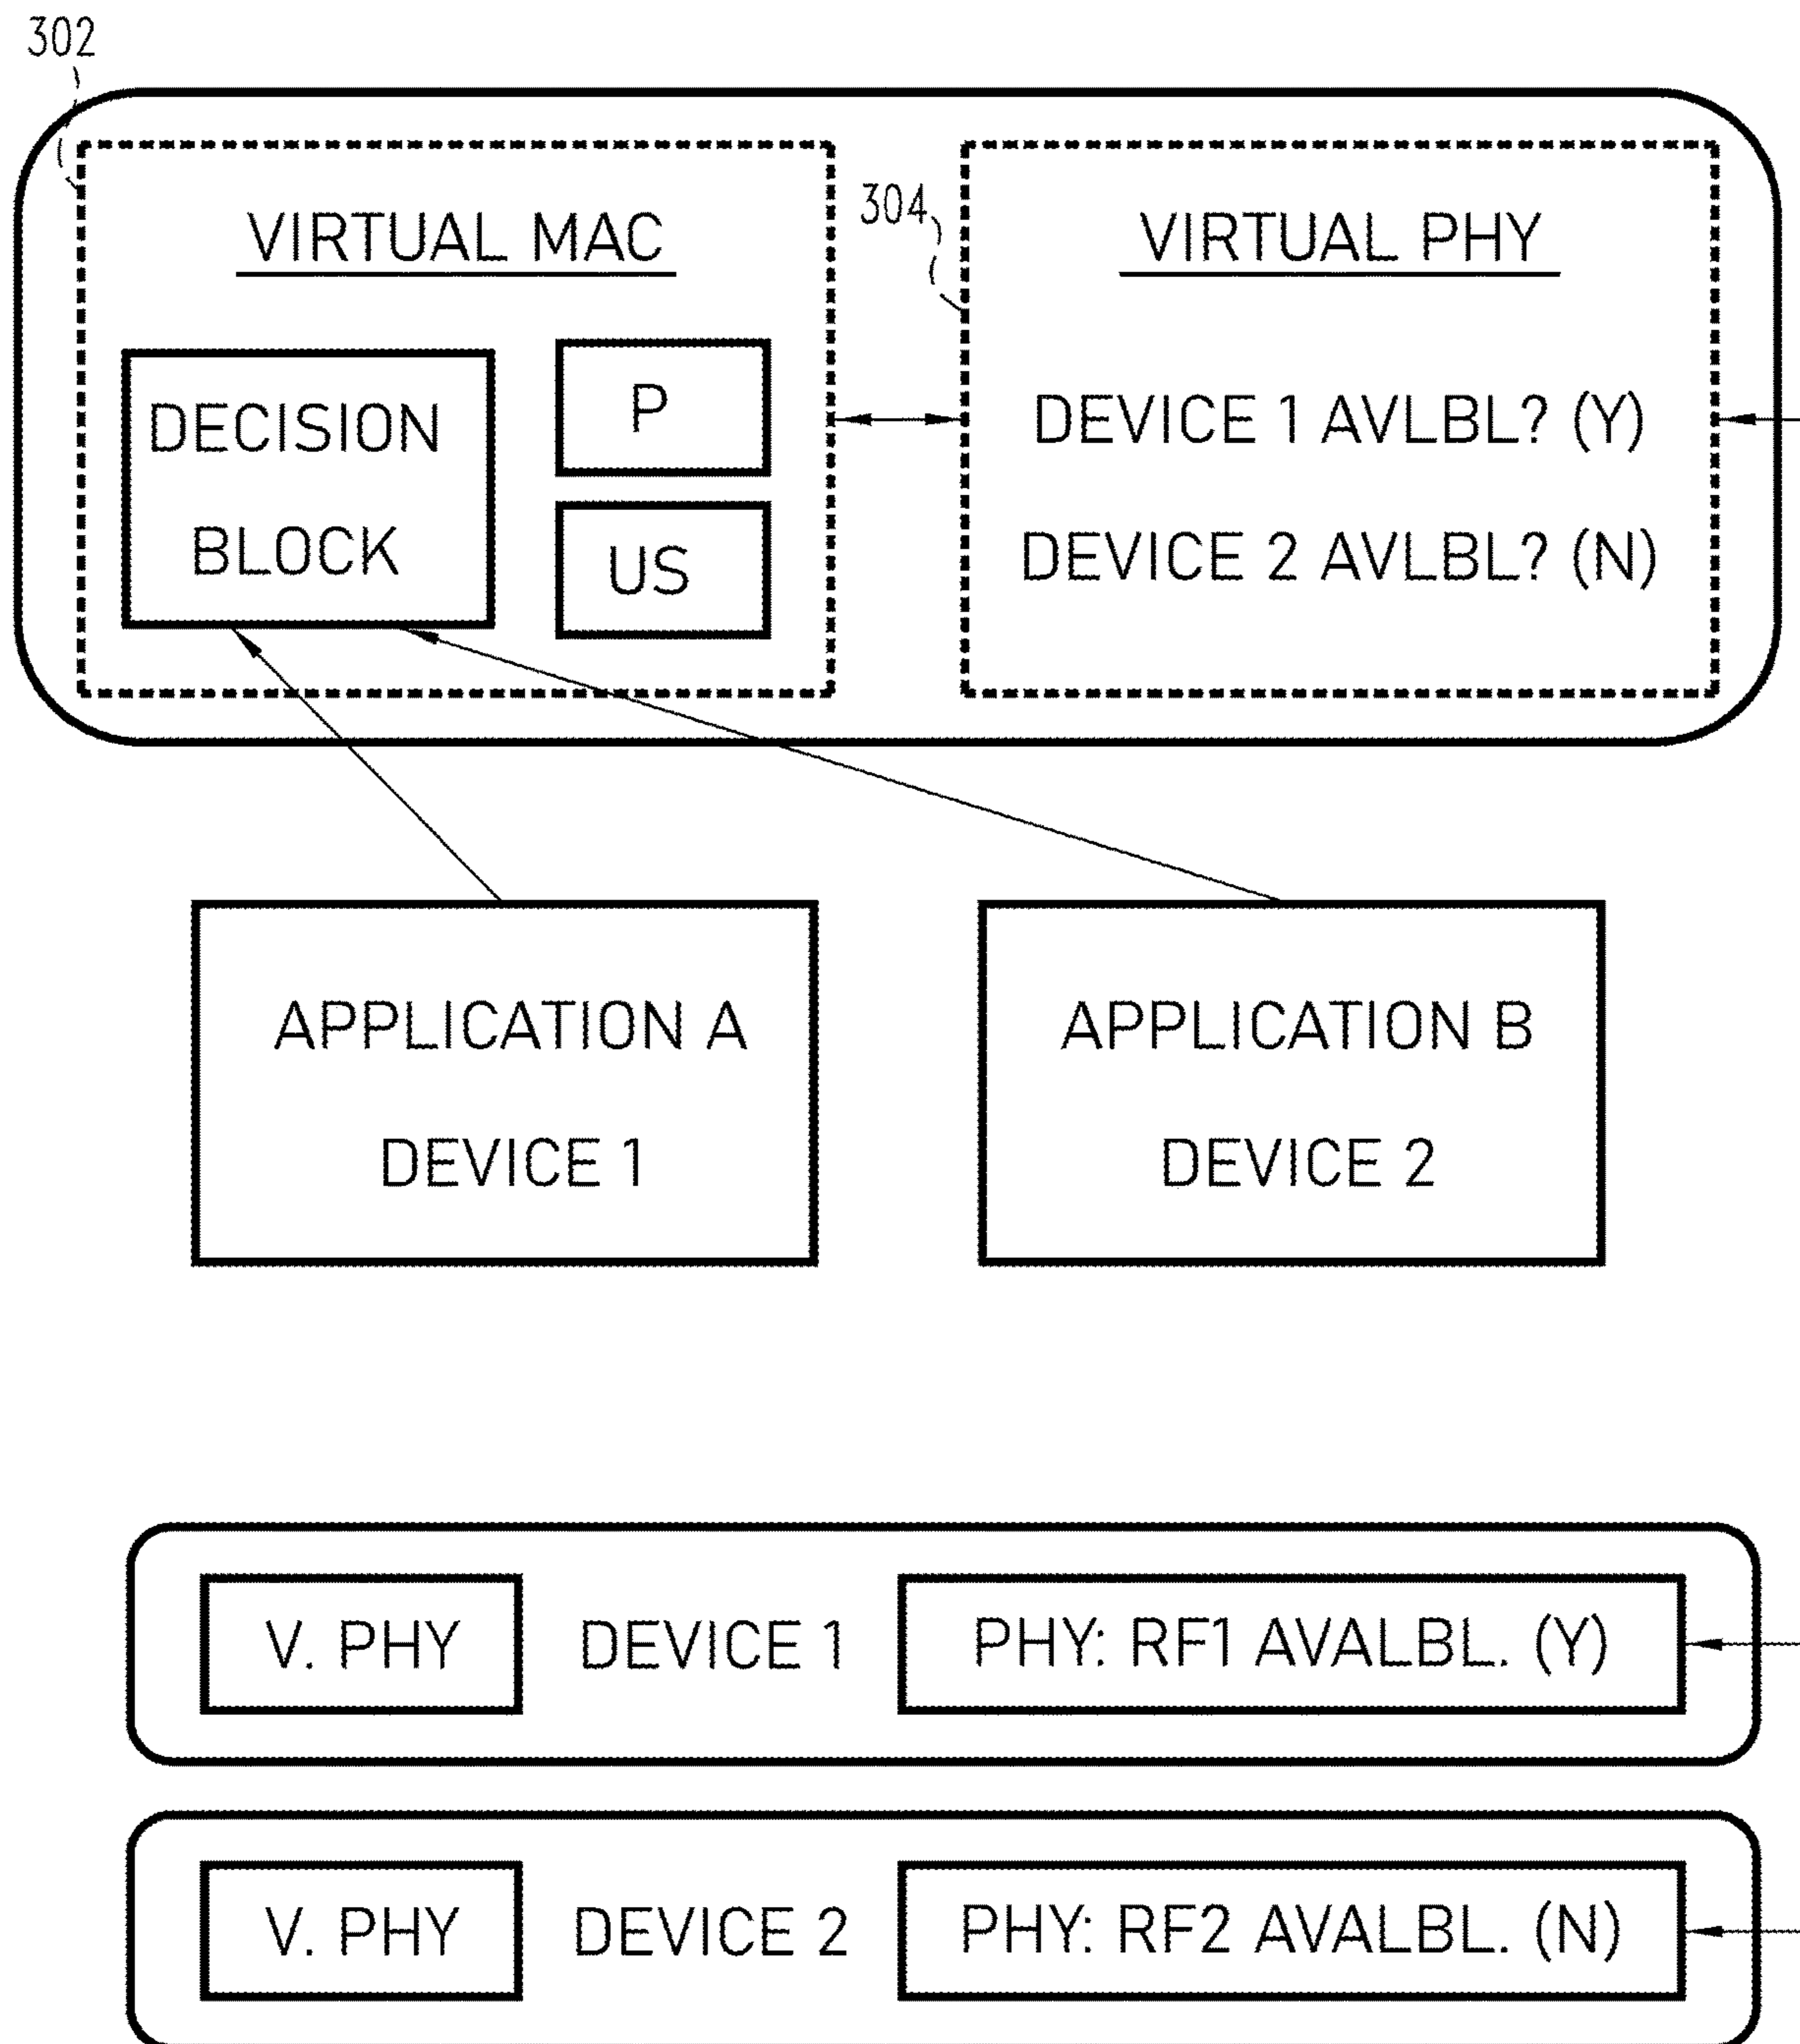 302
VIRTUAL MAC
304
VIRTUAL PHY
DECISION
BLOCK
P
US
DEVICE 1 AVLBL? (Y)
DEVICE 2 AVLBL? (N)
APPLICATION A
DEVICE 1
APPLICATION B
DEVICE 2
V. PHY
DEVICE 1
PHY: RF1 AVALBL. (Y)
V. PHY
DEVICE 2
PHY: RF2 AVALBL. (N)